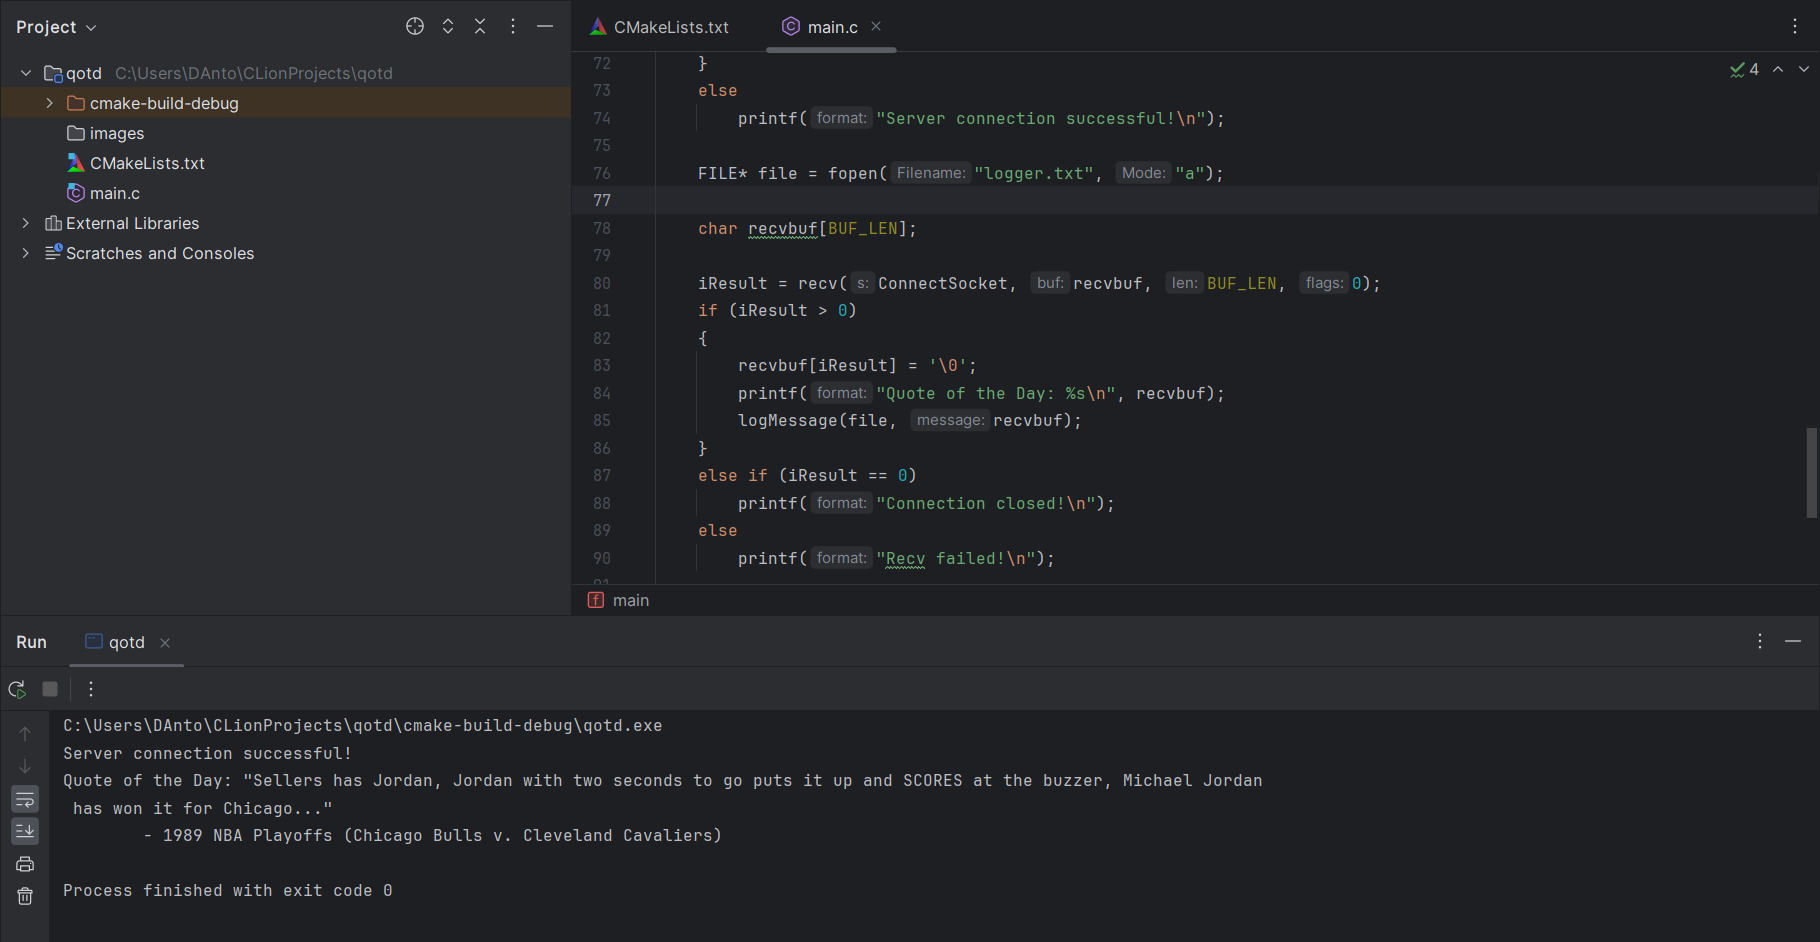 Project
qotd C:\Users\DAnto\CLionProjects\qotd
cmake-build-debug
images
CMakeLists.txt
main.c
External Libraries
Scratches and Consoles
CMakeLists.txt main.c
4
72 }
73 else
74 printf( format: "Server connection successful!\n");
75
76 FILE* file = fopen( Filename: "logger.txt", Mode: "a");
77
78 char recvbuf[BUF_LEN];
79
80 iResult = recv( s: ConnectSocket, buf: recvbuf, len: BUF_LEN, flags: 0);
81 if (iResult > 0)
82 {
83 recvbuf[iResult] = '\0';
84 printf( format: "Quote of the Day: %s\n", recvbuf);
85 logMessage(file, message: recvbuf);
86 }
87 else if (iResult == 0)
88 printf( format: "Connection closed!\n");
89 else
90 printf( format: "Recv failed!\n");
91
f main
Run qotd
C:\Users\DAnto\CLionProjects\qotd\cmake-build-debug\qotd.exe
Server connection successful!
Quote of the Day: "Sellers has Jordan, Jordan with two seconds to go puts it up and SCORES at the buzzer, Michael Jordan
has won it for Chicago..."
- 1989 NBA Playoffs (Chicago Bulls v. Cleveland Cavaliers)
Process finished with exit code 0